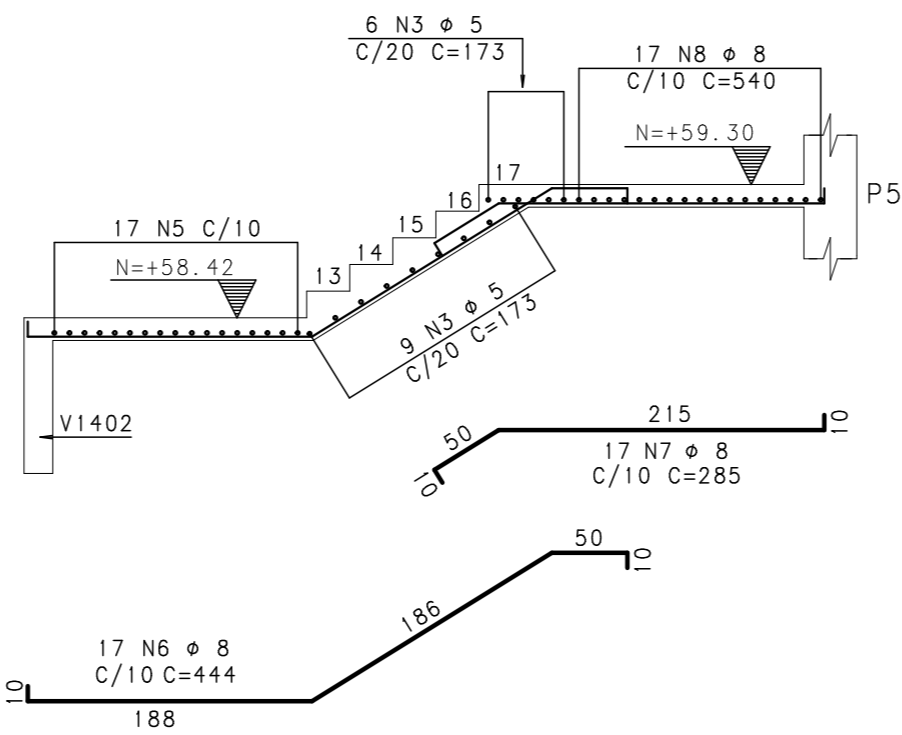 6 N3 φ 5
C/20 C=173
17 N8 φ 8
C/10 C=540
N=+59.30
17
16
15
14
13
P5
17 N5 C/10
N=+58.42
9 N3 φ 5
C/20 C=173
V1402
50
215
10
10
17 N7 φ 8
C/10 C=285
50
10
186
17 N6 φ 8
C/10 C=444
10
188